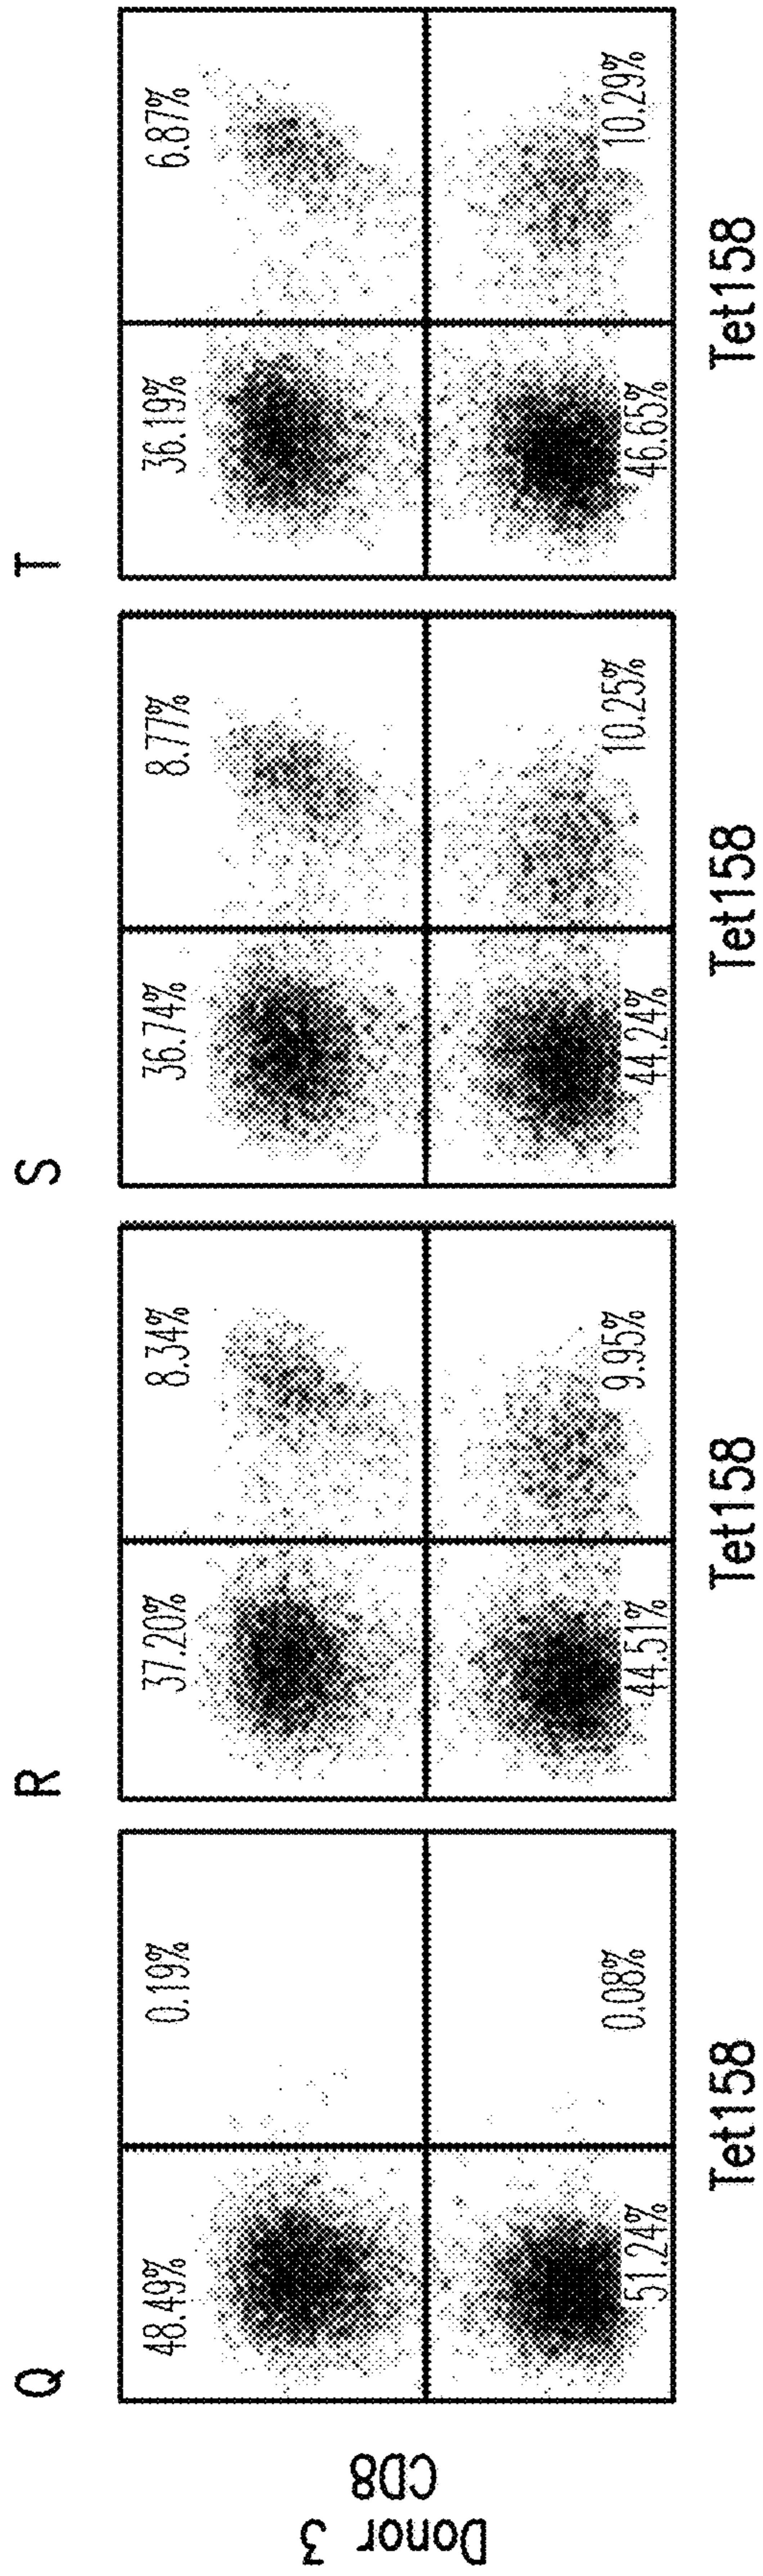 Donor 3
CD8
Q
48.49%
0.19%
51.24%
0.08%
Tet158
R
37.20%
8.34%
44.51%
9.95%
Tet158
S
36.74%
8.77%
44.24%
10.25%
Tet158
T
36.19%
6.87%
46.65%
10.29%
Tet158